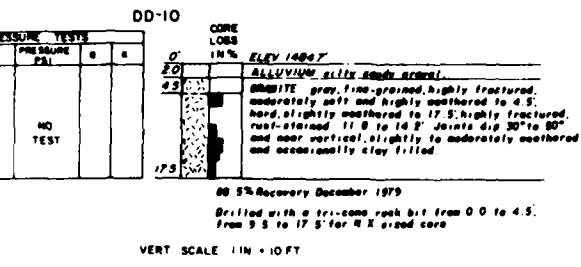 DD-10
PRESSURE TESTS
PRESSURE PSI
NO TEST
CORE LOSS IN %
0' ELEV 1484.7'
2.0 ALLUVIUM silty sandy gravel.
4.5 GRANITE gray, fine-grained, highly fractured,
moderately soft and highly weathered to 4.5',
hard, slightly weathered to 17.5', highly fractured,
rust-stained 11.8 to 14.2' Joints dip 30° to 50°
and near vertical, slightly to moderately weathered
and occasionally clay filled.
17.5
88.5% Recovery December 1979
Drilled with a tri-cone rock bit from 0.0 to 4.5',
from 9.5 to 17.5' for N X sized core
VERT SCALE 1 IN = 10 FT